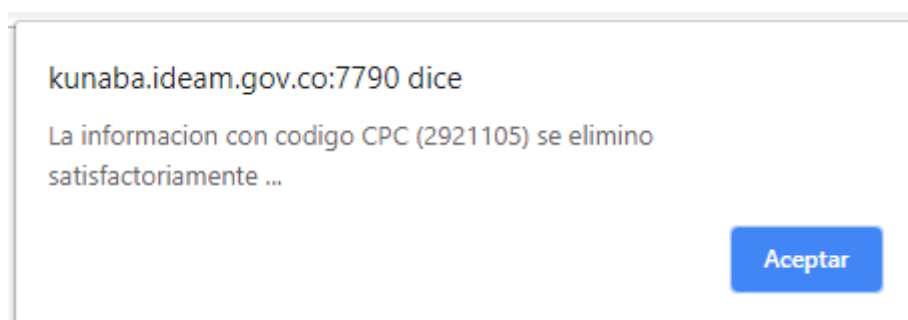 kunaba.ideam.gov.co:7790 dice
La informacion con codigo CPC (2921105) se elimino
satisfactoriamente ...
Aceptar